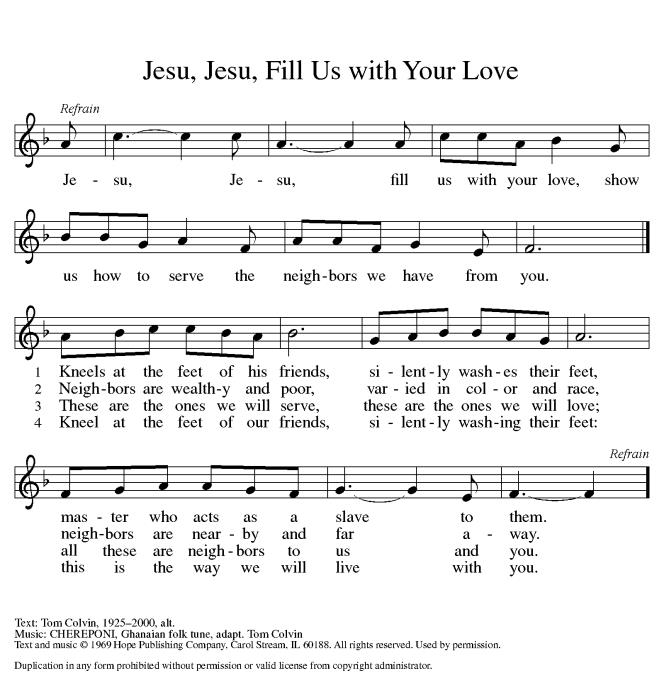 Jesu, Jesu, Fill Us with Your Love
Refrain
Je - su, Je - su, fill us with your love, show
us how to serve the neigh - bors we have from you.
1 Kneels at the feet of his friends, si - lent - ly wash - es their feet,
2 Neigh - bors are wealth - y and poor, var - ied in col - or and race,
3 These are the ones we will serve, these are the ones we will love;
4 Kneel at the feet of our friends, si - lent - ly wash - ing their feet:
Refrain
mas - ter who acts as a slave to them.
neigh - bors are near - by and far a - way.
all these are neigh - bors to us and you.
this is the way we will live with you.
Text: Tom Colvin, 1925–2000, alt.
Music: CHEREPONI, Ghanaian folk tune, adapt. Tom Colvin
Text and music © 1969 Hope Publishing Company, Carol Stream, IL 60188. All rights reserved. Used by permission.
Duplication in any form prohibited without permission or valid license from copyright administrator.